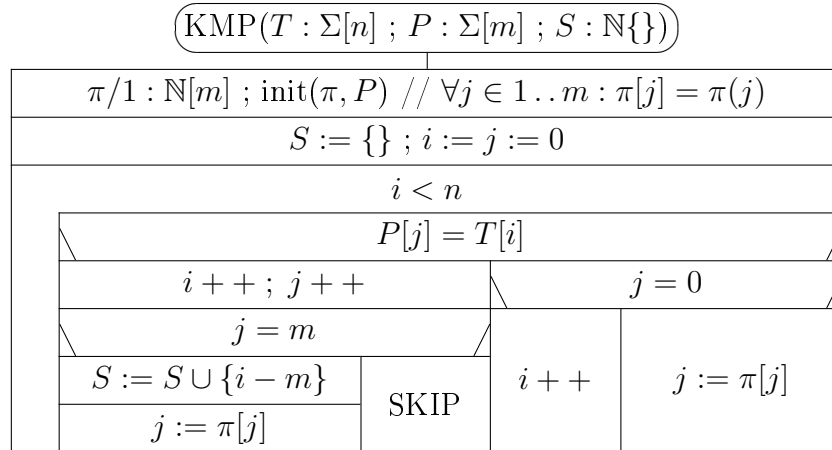 KMP(T : Σ[n] ; P : Σ[m] ; S : ℕ{})
π/1 : ℕ[m] ; init(π, P) // ∀j ∈ 1 . . m : π[j] = π(j)
S := {} ; i := j := 0
i < n
P[j] = T[i]
i + + ; j + +
j = 0
j = m
S := S ∪ {i − m}
SKIP
i + +
j := π[j]
j := π[j]